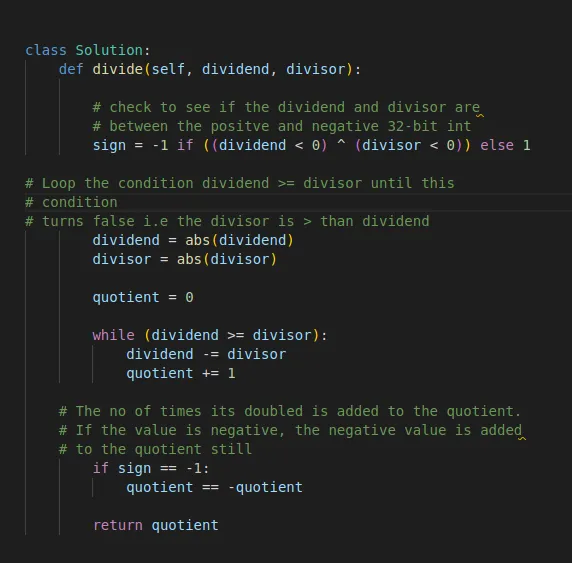 class Solution:
    def divide(self, dividend, divisor):
        # check to see if the dividend and divisor are
        # between the positve and negative 32-bit int
        sign = -1 if ((dividend < 0) ^ (divisor < 0)) else 1
# Loop the condition dividend >= divisor until this
# condition
# turns false i.e the divisor is > than dividend
        dividend = abs(dividend)
        divisor = abs(divisor)
        quotient = 0
        while (dividend >= divisor):
            dividend -= divisor
            quotient += 1
    # The no of times its doubled is added to the quotient.
    # If the value is negative, the negative value is added
    # to the quotient still
        if sign == -1:
            quotient == -quotient
        return quotient